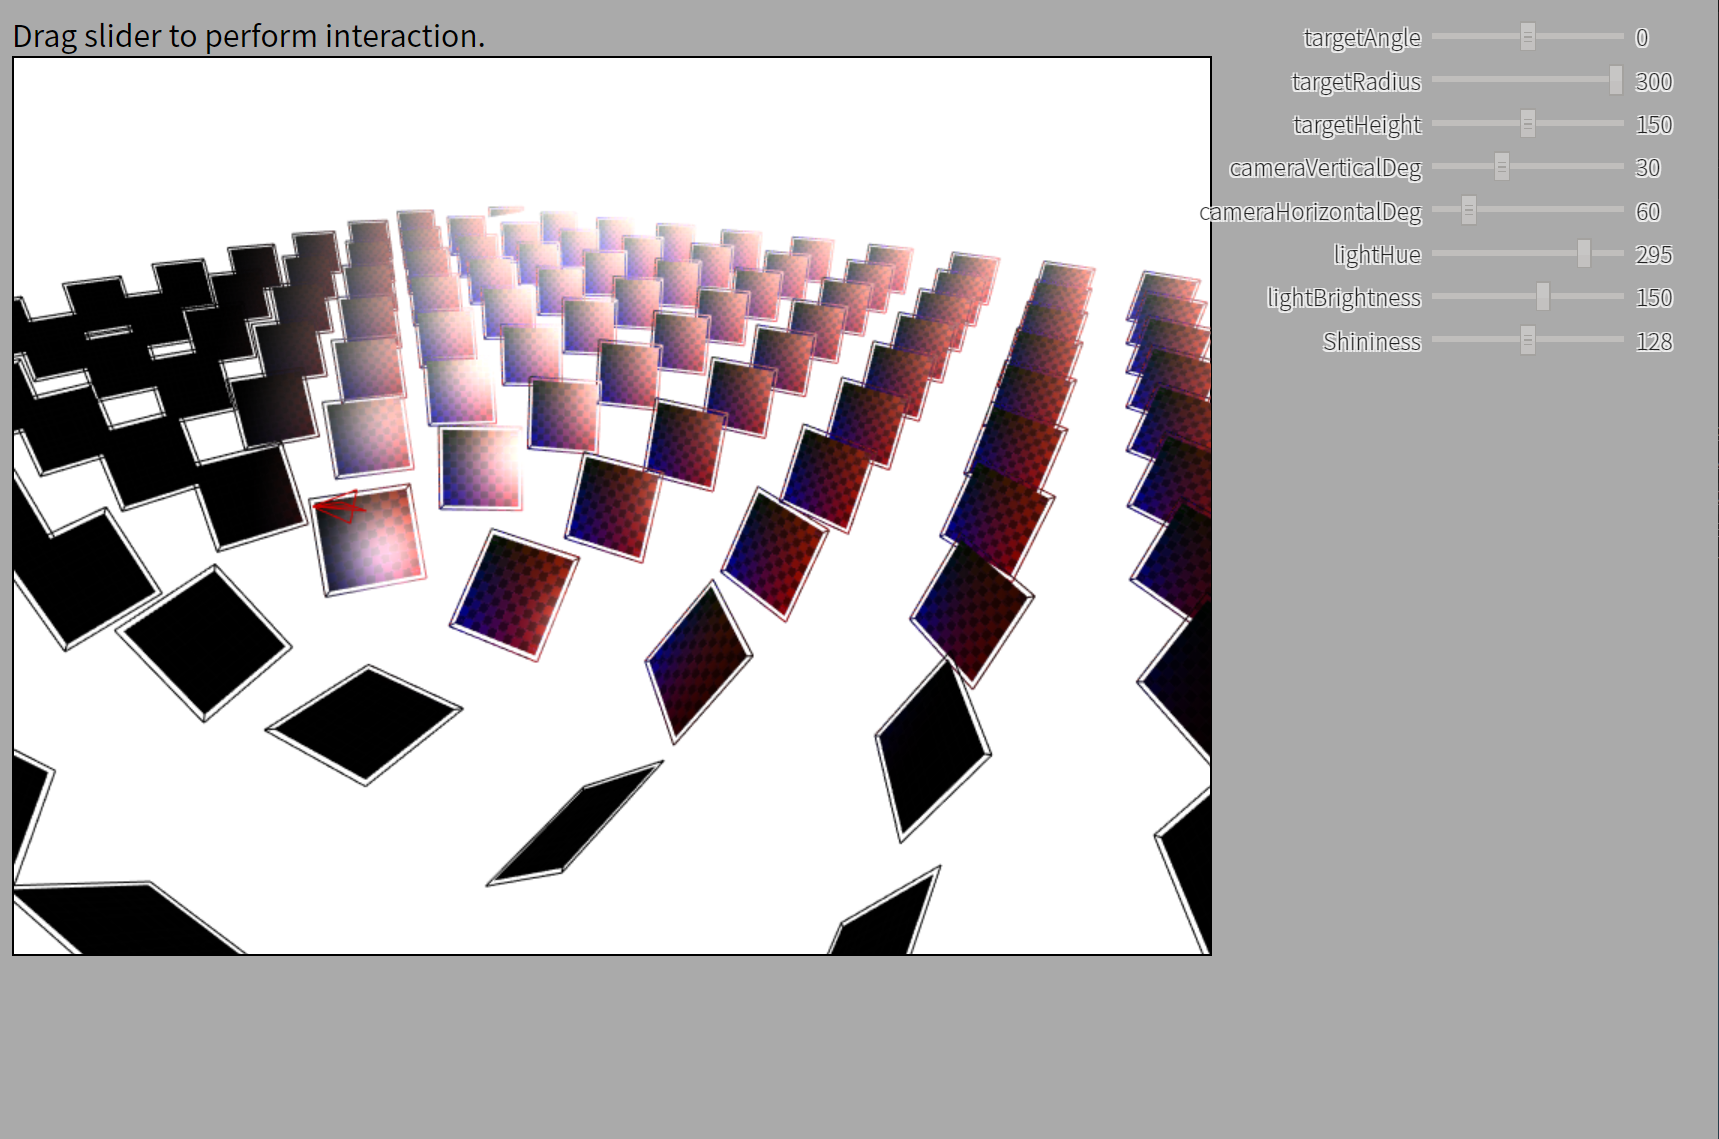 Drag slider to perform interaction.
targetAngle 0
targetRadius 300
targetHeight 150
cameraVerticalDeg 30
cameraHorizontalDeg 60
lightHue 295
lightBrightness 150
Shininess 128